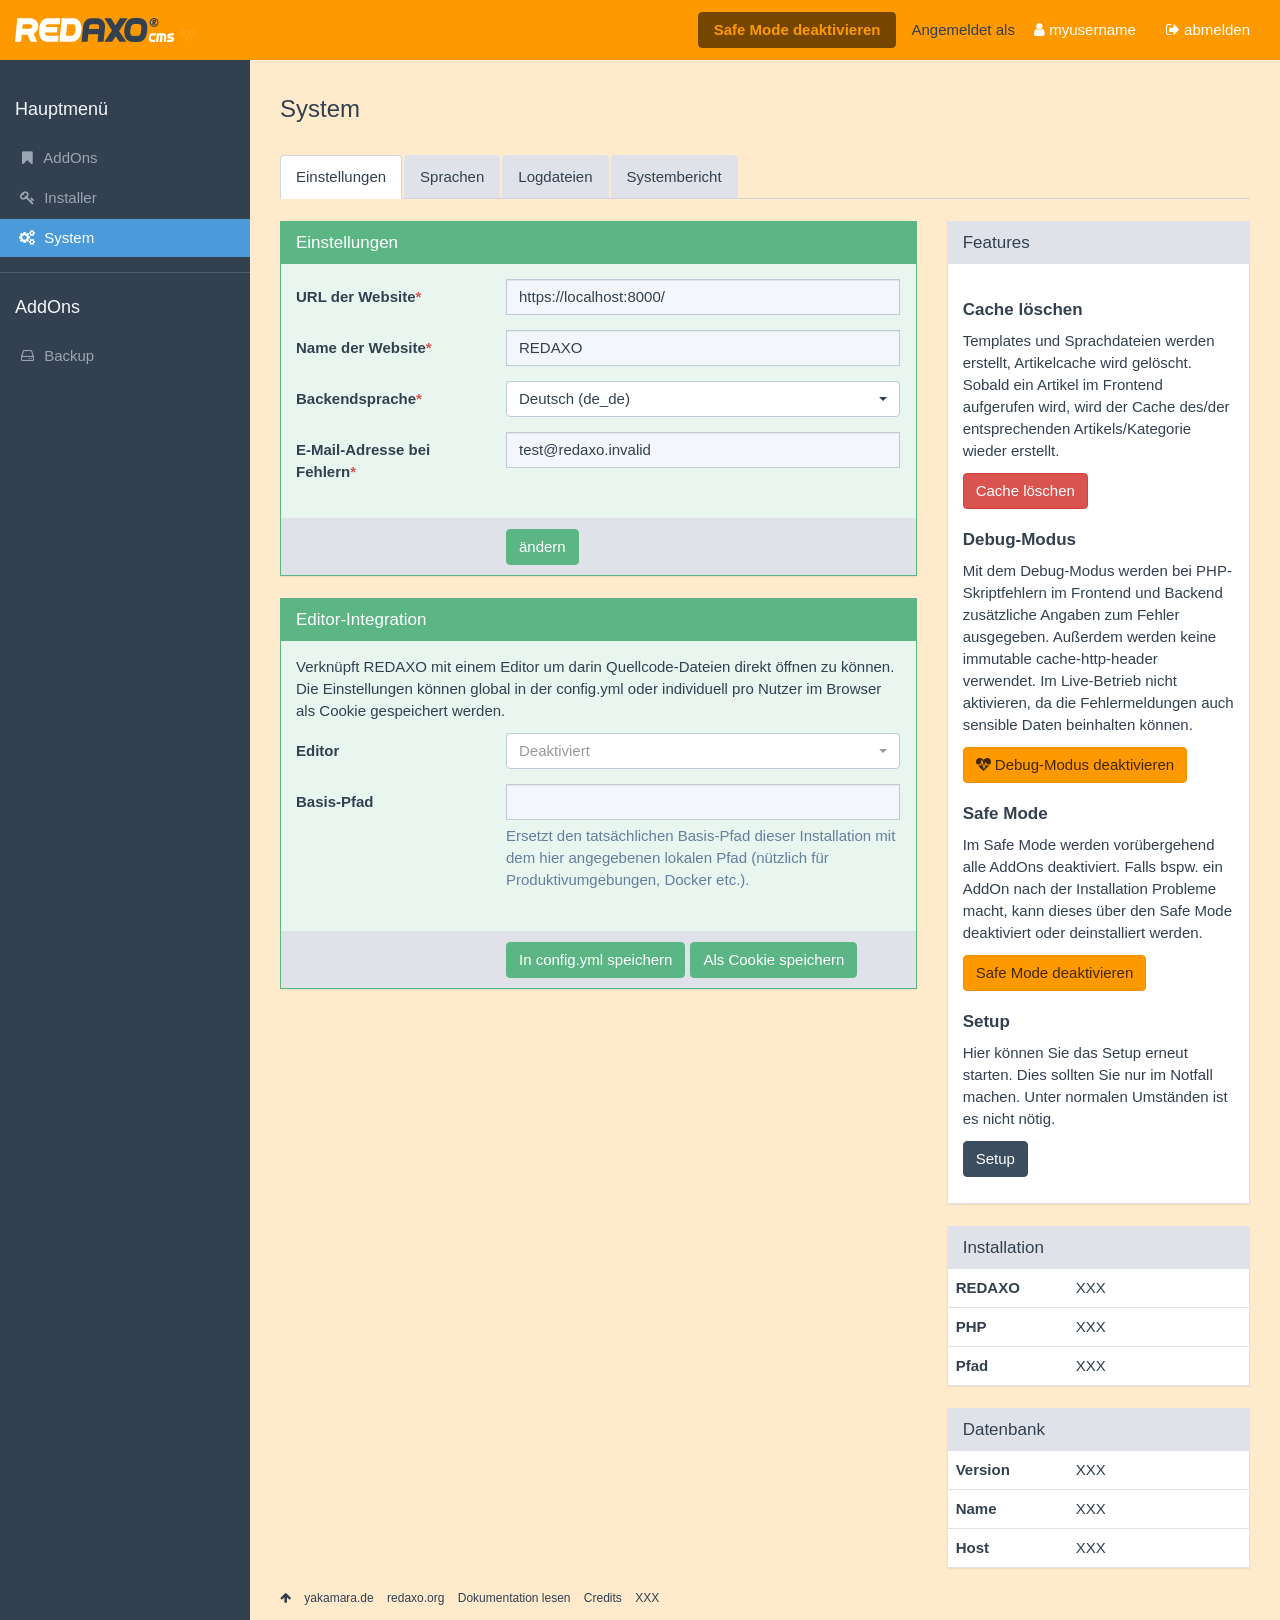 REDAXO® cms
Safe Mode deaktivieren
Angemeldet als
myusername
abmelden
Hauptmenü
AddOns
Installer
System
AddOns
Backup
System
Einstellungen
Sprachen
Logdateien
Systembericht
Einstellungen
URL der Website*
https://localhost:8000/
Name der Website*
REDAXO
Backendsprache*
Deutsch (de_de)
E-Mail-Adresse bei
Fehlern*
test@redaxo.invalid
ändern
Editor-Integration
Verknüpft REDAXO mit einem Editor um darin Quellcode-Dateien direkt öffnen zu können.
Die Einstellungen können global in der config.yml oder individuell pro Nutzer im Browser
als Cookie gespeichert werden.
Editor
Deaktiviert
Basis-Pfad
Ersetzt den tatsächlichen Basis-Pfad dieser Installation mit
dem hier angegebenen lokalen Pfad (nützlich für
Produktivumgebungen, Docker etc.).
In config.yml speichern
Als Cookie speichern
Features
Cache löschen
Templates und Sprachdateien werden
erstellt, Artikelcache wird gelöscht.
Sobald ein Artikel im Frontend
aufgerufen wird, wird der Cache des/der
entsprechenden Artikels/Kategorie
wieder erstellt.
Cache löschen
Debug-Modus
Mit dem Debug-Modus werden bei PHP-
Skriptfehlern im Frontend und Backend
zusätzliche Angaben zum Fehler
ausgegeben. Außerdem werden keine
immutable cache-http-header
verwendet. Im Live-Betrieb nicht
aktivieren, da die Fehlermeldungen auch
sensible Daten beinhalten können.
Debug-Modus deaktivieren
Safe Mode
Im Safe Mode werden vorübergehend
alle AddOns deaktiviert. Falls bspw. ein
AddOn nach der Installation Probleme
macht, kann dieses über den Safe Mode
deaktiviert oder deinstalliert werden.
Safe Mode deaktivieren
Setup
Hier können Sie das Setup erneut
starten. Dies sollten Sie nur im Notfall
machen. Unter normalen Umständen ist
es nicht nötig.
Setup
Installation
REDAXO XXX
PHP XXX
Pfad XXX
Datenbank
Version XXX
Name XXX
Host XXX
yakamara.de redaxo.org Dokumentation lesen Credits XXX